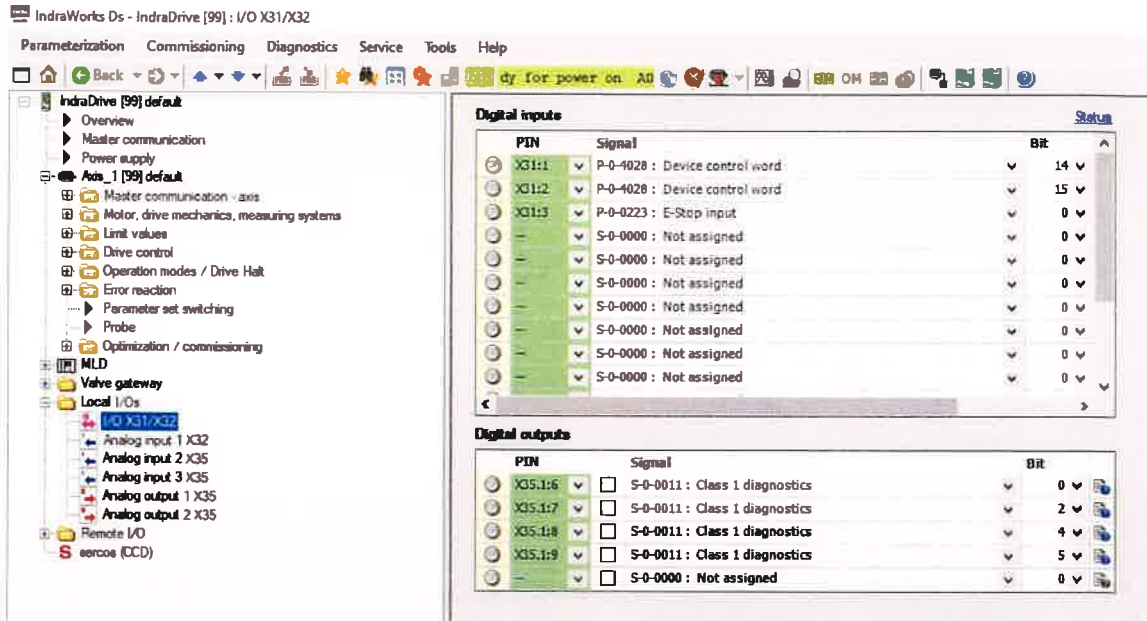 IndraWorks Ds - IndraDrive [99] : I/O X31/X32
Parameterization Commissioning Diagnostics Service Tools Help
Back dy for power on AD OM
IndraDrive [99] default
Overview
Master communication
Power supply
Axis_1 [99] default
Master communication - axis
Motor, drive mechanics, measuring systems
Limit values
Drive control
Operation modes / Drive Halt
Error reaction
Parameter set switching
Probe
Optimization / commissioning
MLD
Valve gateway
Local I/Os
I/O X31/X32
Analog input 1 X32
Analog input 2 X35
Analog input 3 X35
Analog output 1 X35
Analog output 2 X35
Remote I/O
S sercos (CCD)
Digital inputs Status
PIN Signal Bit
X31:1 P-0-4028 : Device control word 14
X31:2 P-0-4028 : Device control word 15
X31:3 P-0-0223 : E-Stop input 0
-- S-0-0000 : Not assigned 0
-- S-0-0000 : Not assigned 0
-- S-0-0000 : Not assigned 0
-- S-0-0000 : Not assigned 0
-- S-0-0000 : Not assigned 0
-- S-0-0000 : Not assigned 0
-- S-0-0000 : Not assigned 0
Digital outputs
PIN Signal Bit
X35.1:6 S-0-0011 : Class 1 diagnostics 0
X35.1:7 S-0-0011 : Class 1 diagnostics 2
X35.1:8 S-0-0011 : Class 1 diagnostics 4
X35.1:9 S-0-0011 : Class 1 diagnostics 5
-- S-0-0000 : Not assigned 0